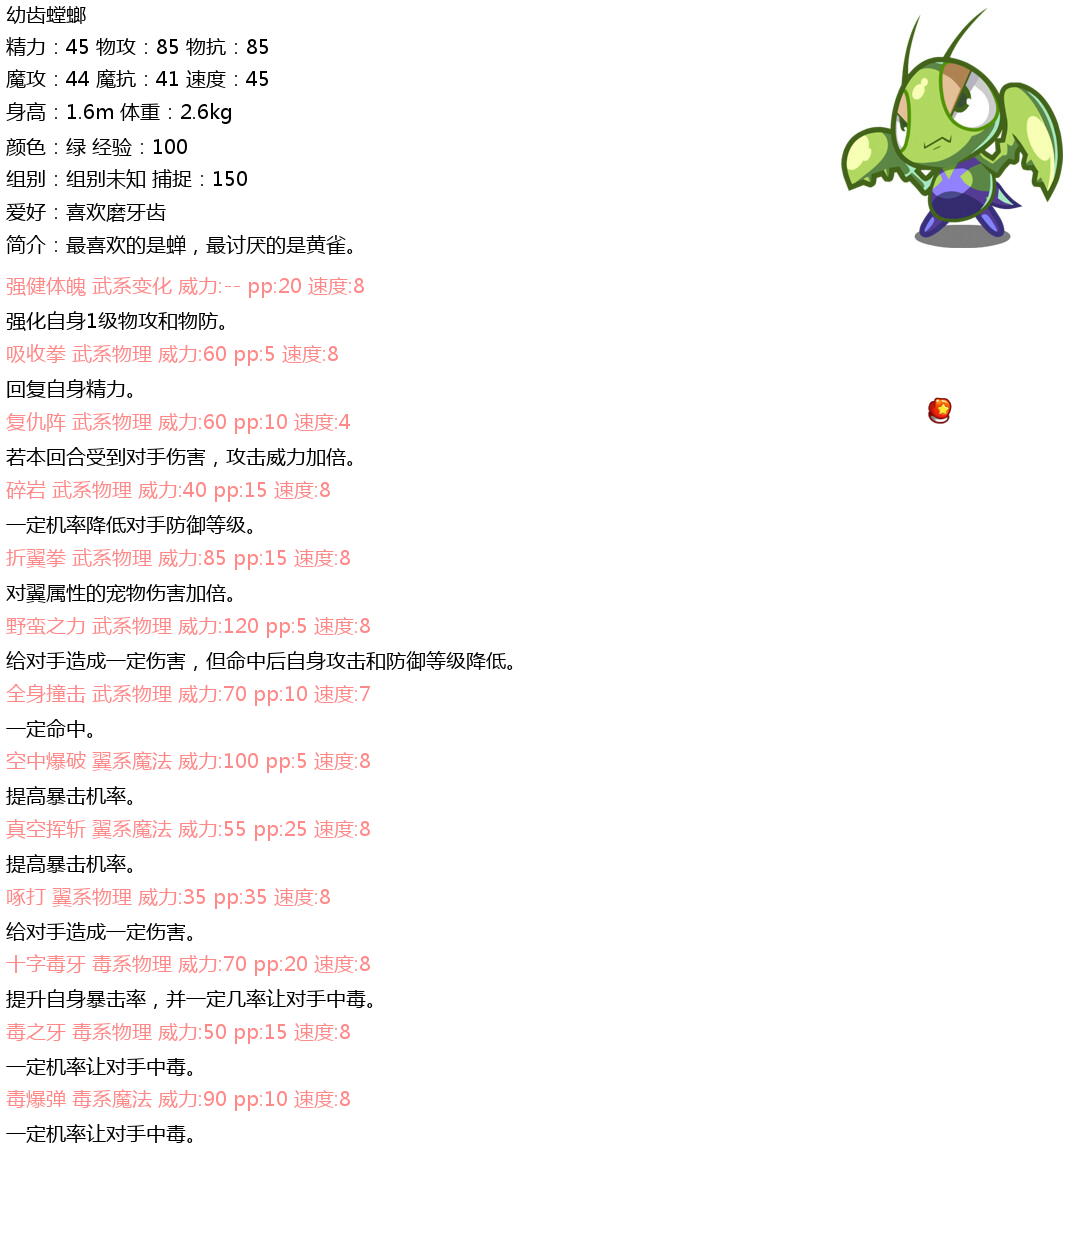 幼齿螳螂
精力：45 物攻：85 物抗：85
魔攻：44 魔抗：41 速度：45
身高：1.6m 体重：2.6kg
颜色：绿 经验：100
组别：组别未知 捕捉：150
爱好：喜欢磨牙齿
简介：最喜欢的是蝉，最讨厌的是黄雀。
强健体魄 武系变化 威力:-- pp:20 速度:8
强化自身1级物攻和物防。
吸收拳 武系物理 威力:60 pp:5 速度:8
回复自身精力。
复仇阵 武系物理 威力:60 pp:10 速度:4
若本回合受到对手伤害，攻击威力加倍。
碎岩 武系物理 威力:40 pp:15 速度:8
一定机率降低对手防御等级。
折翼拳 武系物理 威力:85 pp:15 速度:8
对翼属性的宠物伤害加倍。
野蛮之力 武系物理 威力:120 pp:5 速度:8
给对手造成一定伤害，但命中后自身攻击和防御等级降低。
全身撞击 武系物理 威力:70 pp:10 速度:7
一定命中。
空中爆破 翼系魔法 威力:100 pp:5 速度:8
提高暴击机率。
真空挥斩 翼系魔法 威力:55 pp:25 速度:8
提高暴击机率。
啄打 翼系物理 威力:35 pp:35 速度:8
给对手造成一定伤害。
十字毒牙 毒系物理 威力:70 pp:20 速度:8
提升自身暴击率，并一定几率让对手中毒。
毒之牙 毒系物理 威力:50 pp:15 速度:8
一定机率让对手中毒。
毒爆弹 毒系魔法 威力:90 pp:10 速度:8
一定机率让对手中毒。